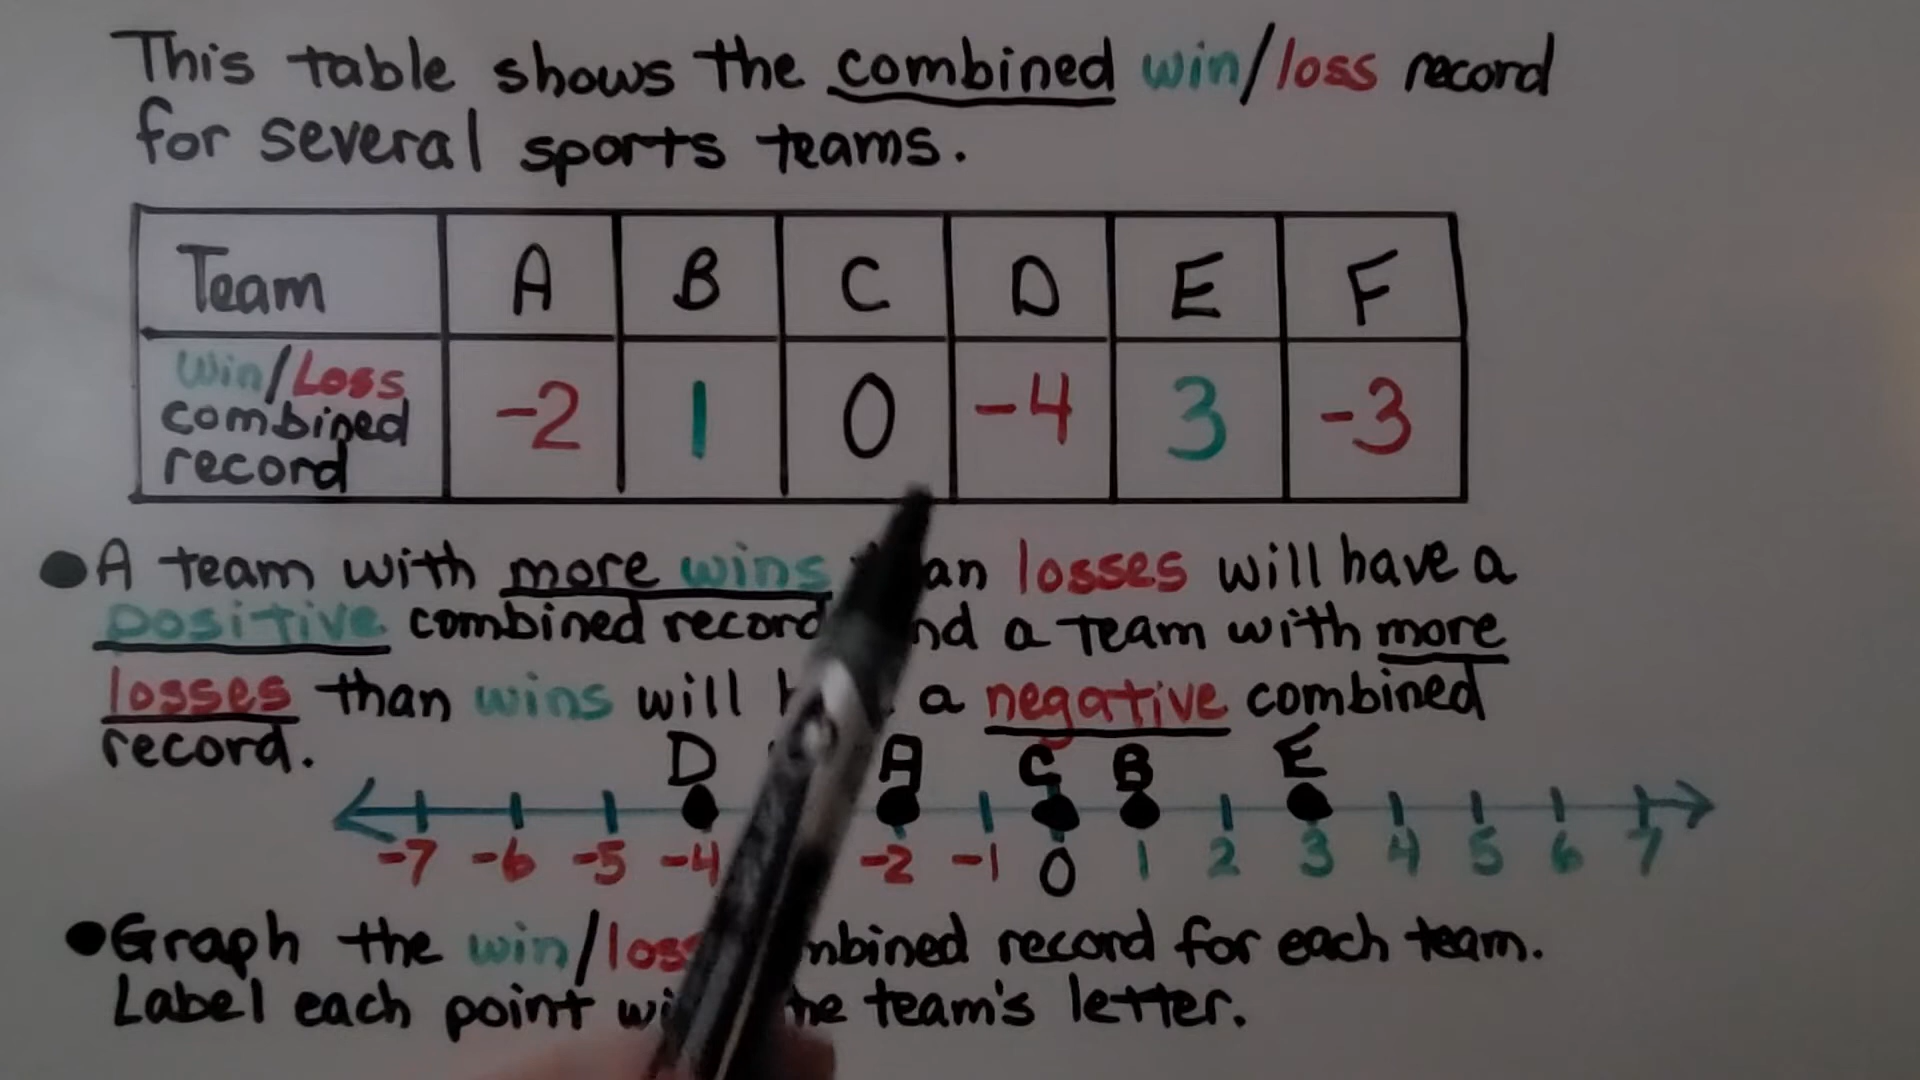 This table shows the combined win/loss record
for several sports teams.
Team A B C D E F
Win/Loss
combined
record
-2 1 0 -4 3 -3
A team with more wins an losses will have a
positive combined record nd a team with more
losses than wins will a negative combined
record.
D A C B E
-7 -6 -5 -4 -2 -1 0 1 2 3 4 5 6 7
Graph the win/loss mbined record for each team.
Label each point the team's letter.